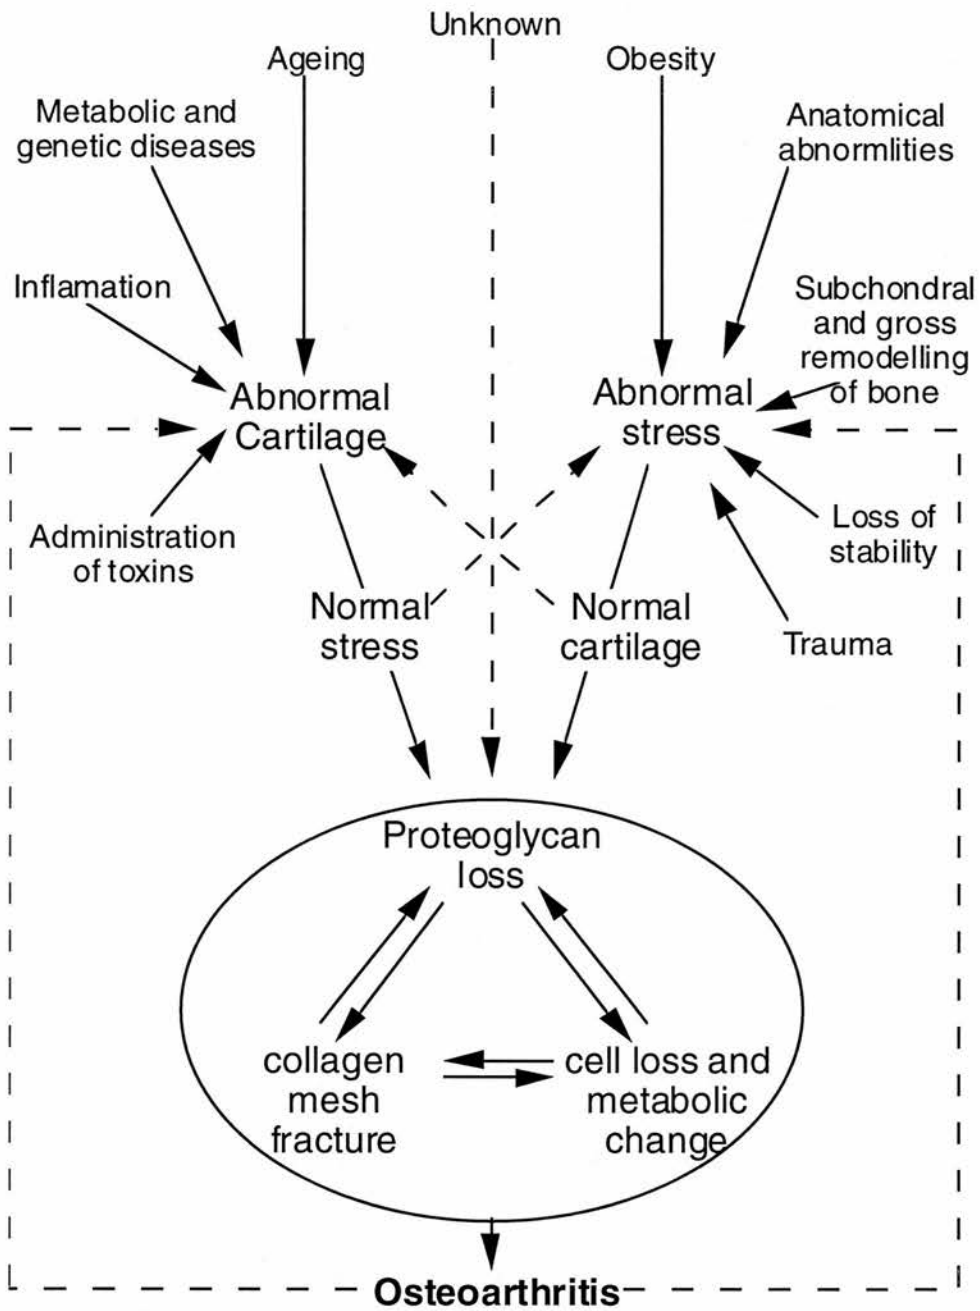 Unknown
Ageing
Obesity
Metabolic and
genetic diseases
Anatomical
abnormlities
Inflamation
Subchondral
and gross
remodelling
of bone
Abnormal
Cartilage
Abnormal
stress
Administration
of toxins
Loss of
stability
Normal
stress
Normal
cartilage
Trauma
Proteoglycan
loss
collagen
mesh
fracture
cell loss and
metabolic
change
Osteoarthritis